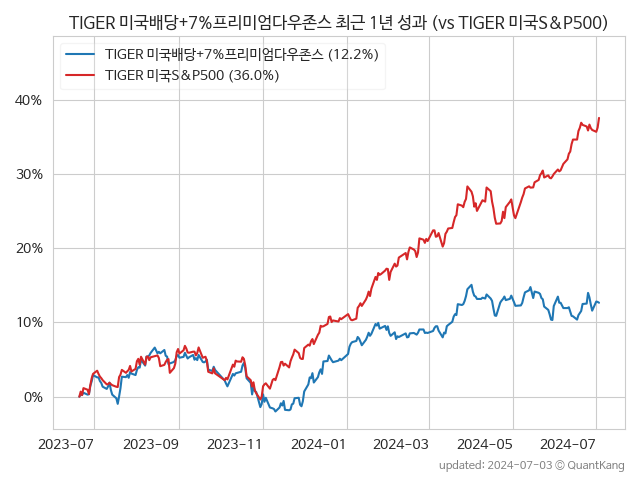 TIGER 미국배당+7%프리미엄다우존스 최근 1년 성과 (vs TIGER 미국S&P500)
TIGER 미국배당+7%프리미엄다우존스 (12.2%)
TIGER 미국S&P500 (36.0%)
40%
30%
20%
10%
0%
2023-07 2023-09 2023-11 2024-01 2024-03 2024-05 2024-07
updated: 2024-07-03 © QuantKang